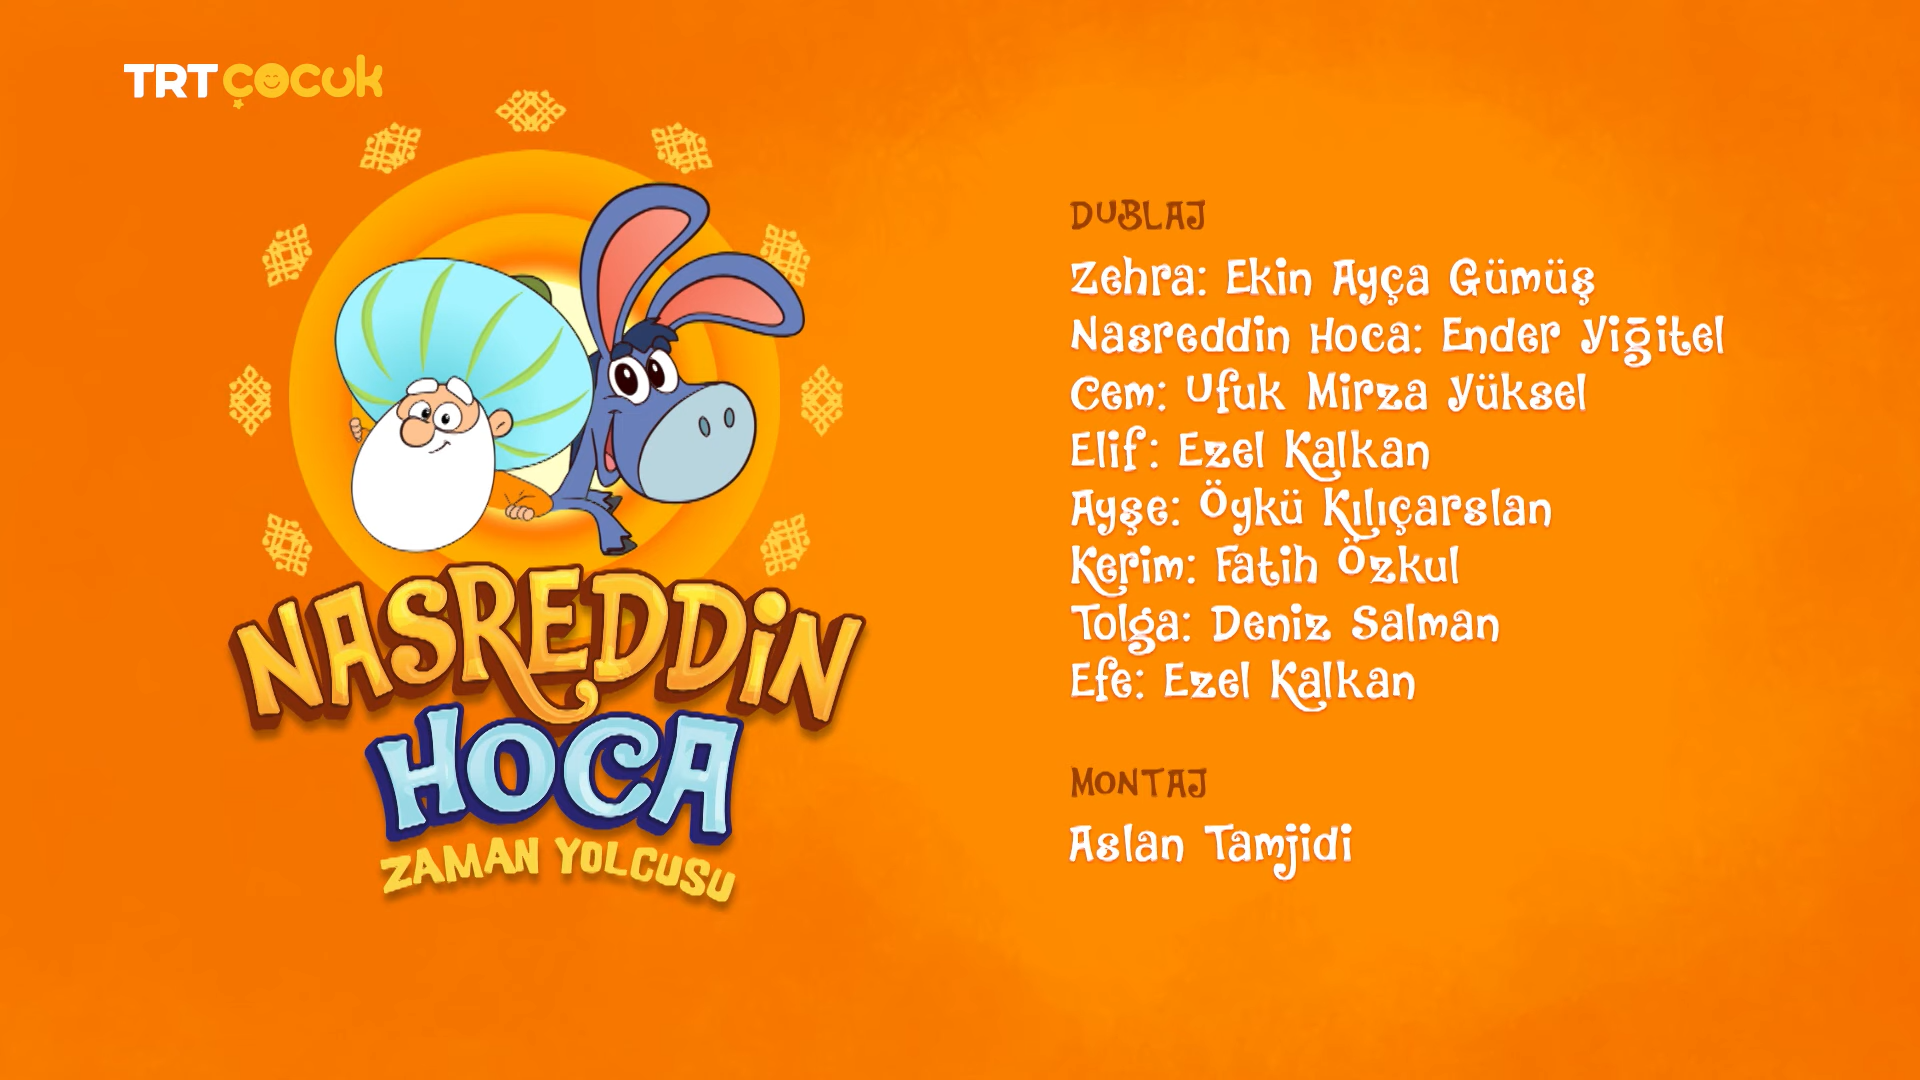 TRT çocuk
NASREDDİN
HOCA
ZAMAN YOLCUSU
DUBLAJ
Zehra: Ekin Ayça Gümüş
Nasreddin Hoca: Ender Yiğitel
Cem: Ufuk Mirza Yüksel
Elif: Ezel Kalkan
Ayşe: Öykü Kılıçarslan
Kerim: Fatih Özkul
Tolga: Deniz Salman
Efe: Ezel Kalkan
MONTAJ
Aslan Tamjidi